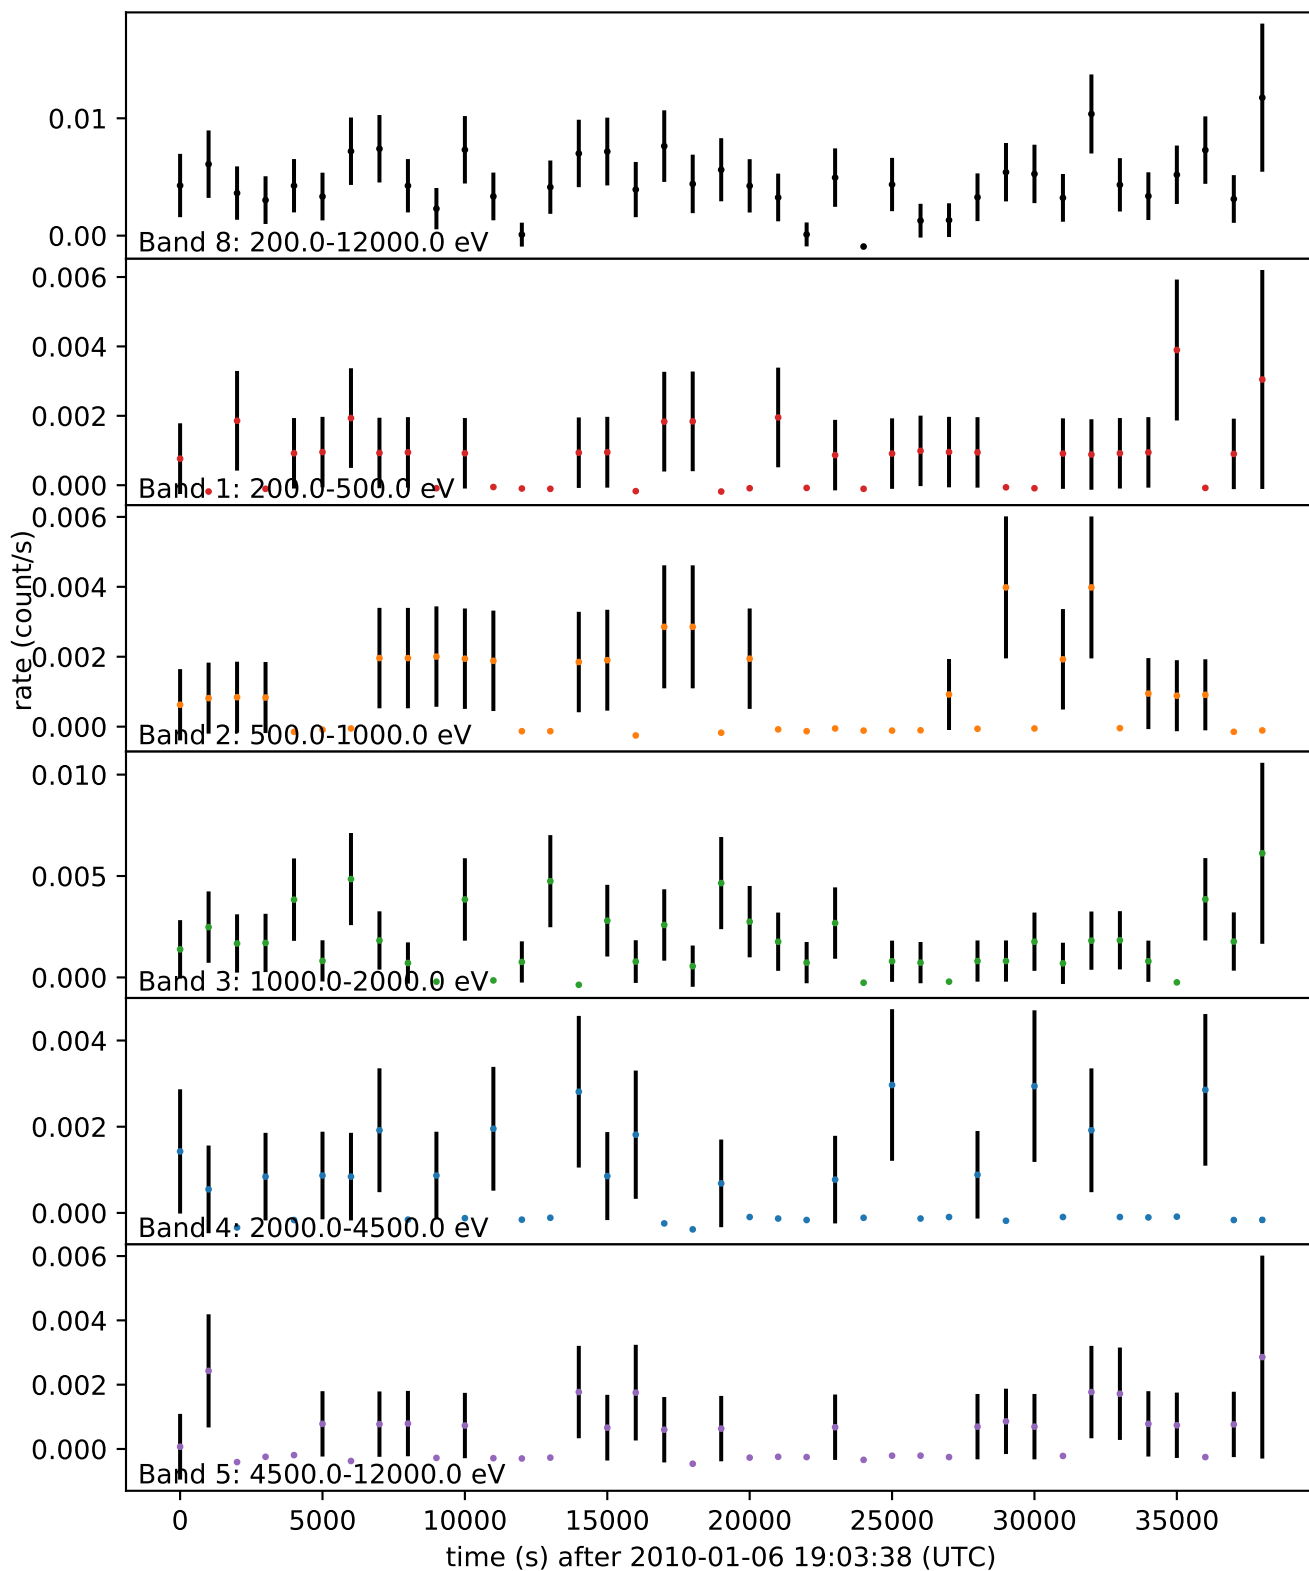 0.01
0.00
Band 8: 200.0-12000.0 eV
0.006
0.004
0.002
0.000
Band 1: 200.0-500.0 eV
0.006
0.004
0.002
0.000
Band 2: 500.0-1000.0 eV
rate (count/s)
0.010
0.005
0.000
Band 3: 1000.0-2000.0 eV
0.004
0.002
0.000
Band 4: 2000.0-4500.0 eV
0.006
0.004
0.002
0.000
Band 5: 4500.0-12000.0 eV
0 5000 10000 15000 20000 25000 30000 35000
time (s) after 2010-01-06 19:03:38 (UTC)